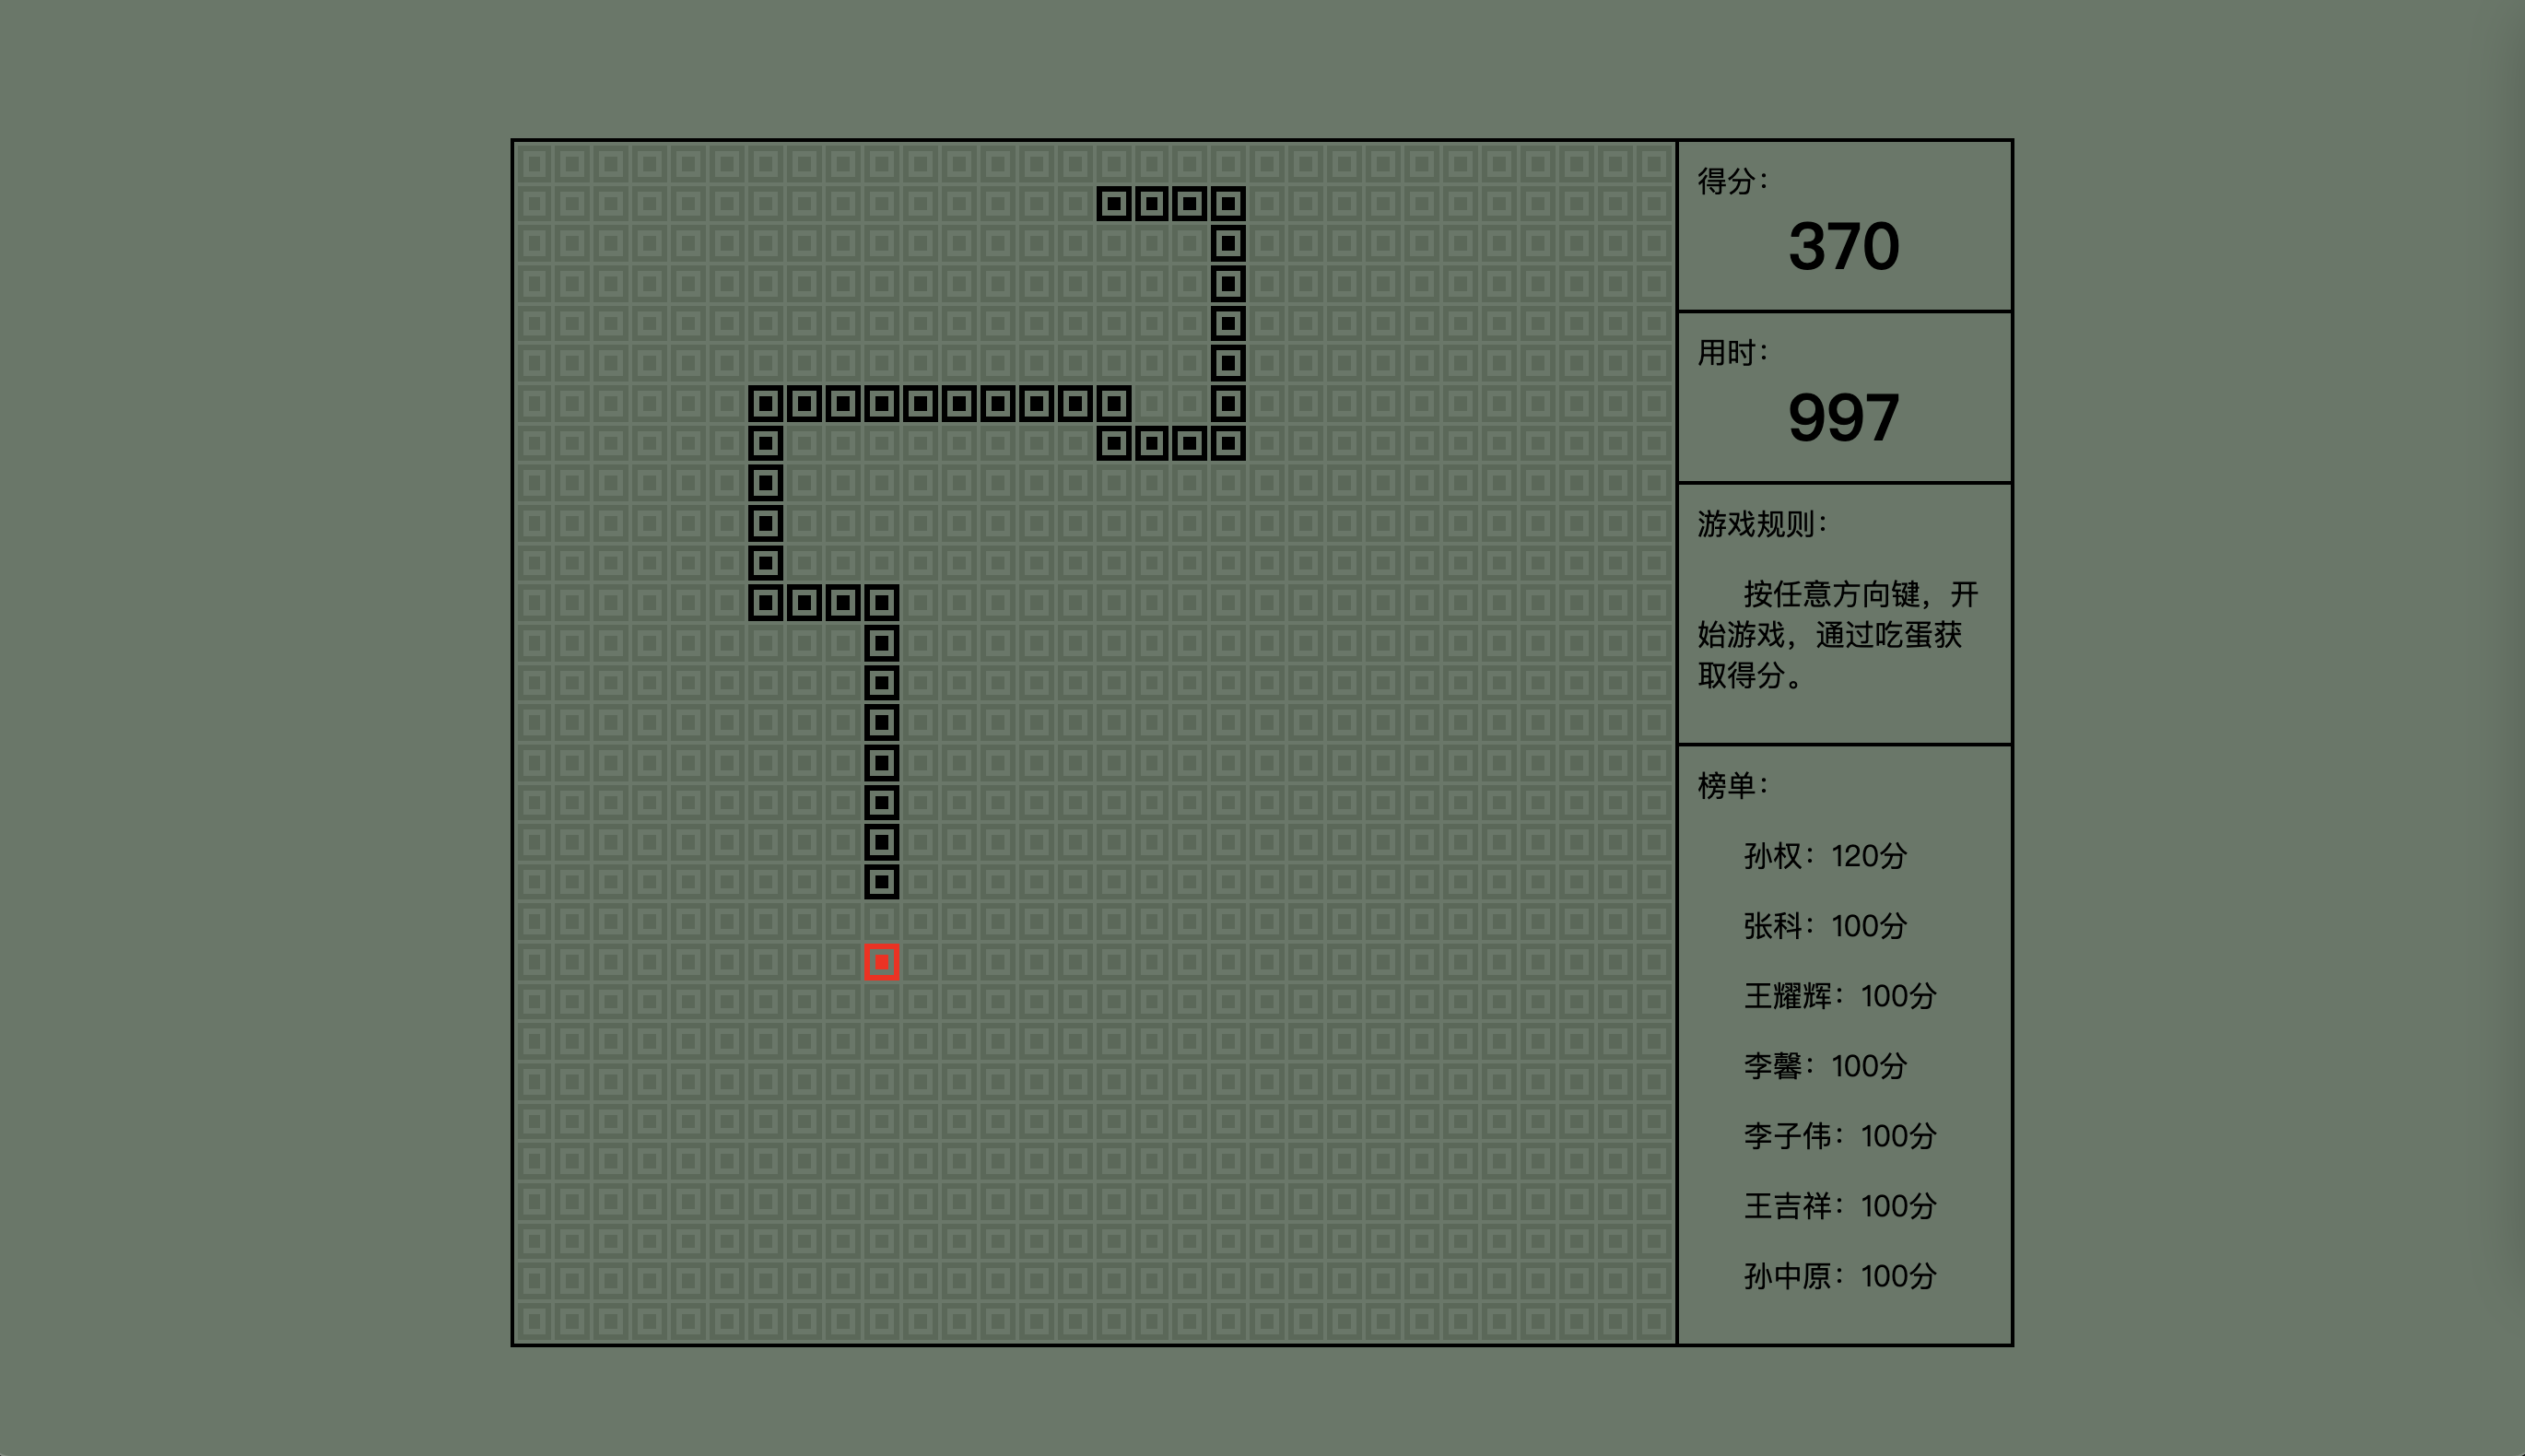 得分：
370
用时：
997
游戏规则：
按任意方向键，开
始游戏，通过吃蛋获
取得分。
榜单：
孙权：120分
张科：100分
王耀辉：100分
李馨：100分
李子伟：100分
王吉祥：100分
孙中原：100分